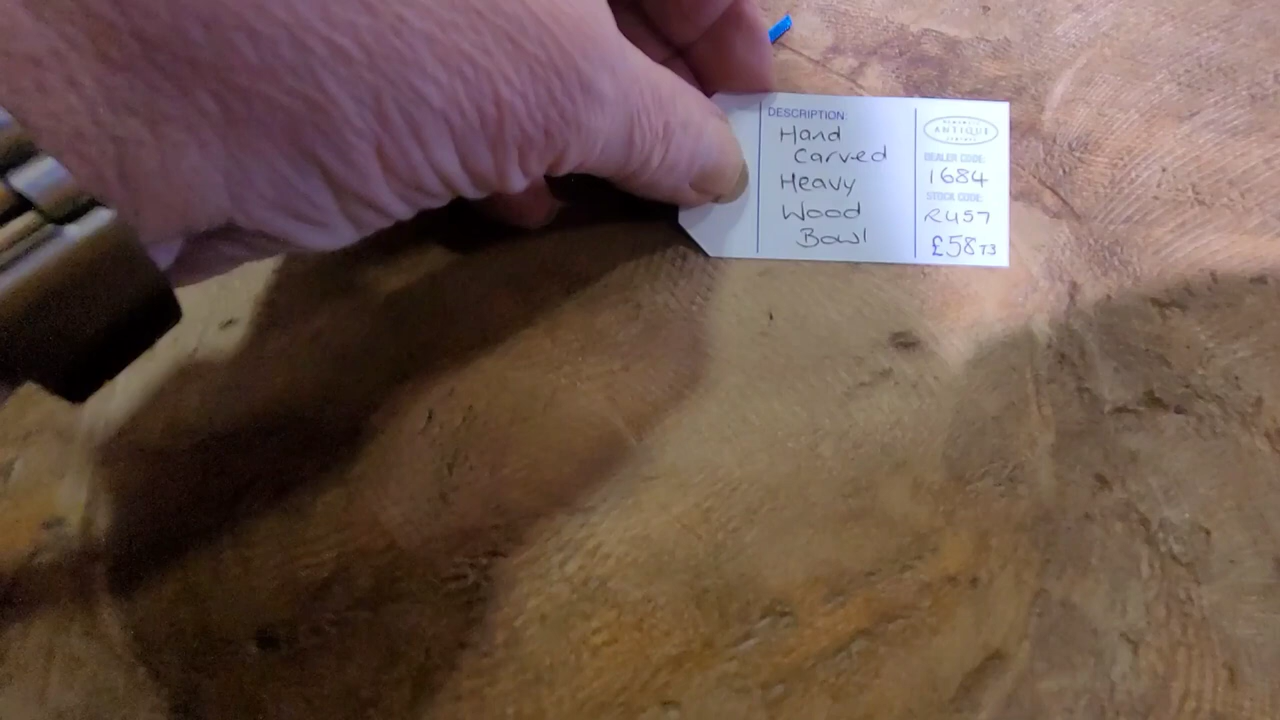 DESCRIPTION:
Hand
Carved
Heavy
Wood
Bowl
ANTIQUE
DEALER CODE:
1684
STOCK CODE:
R457
£58 T3